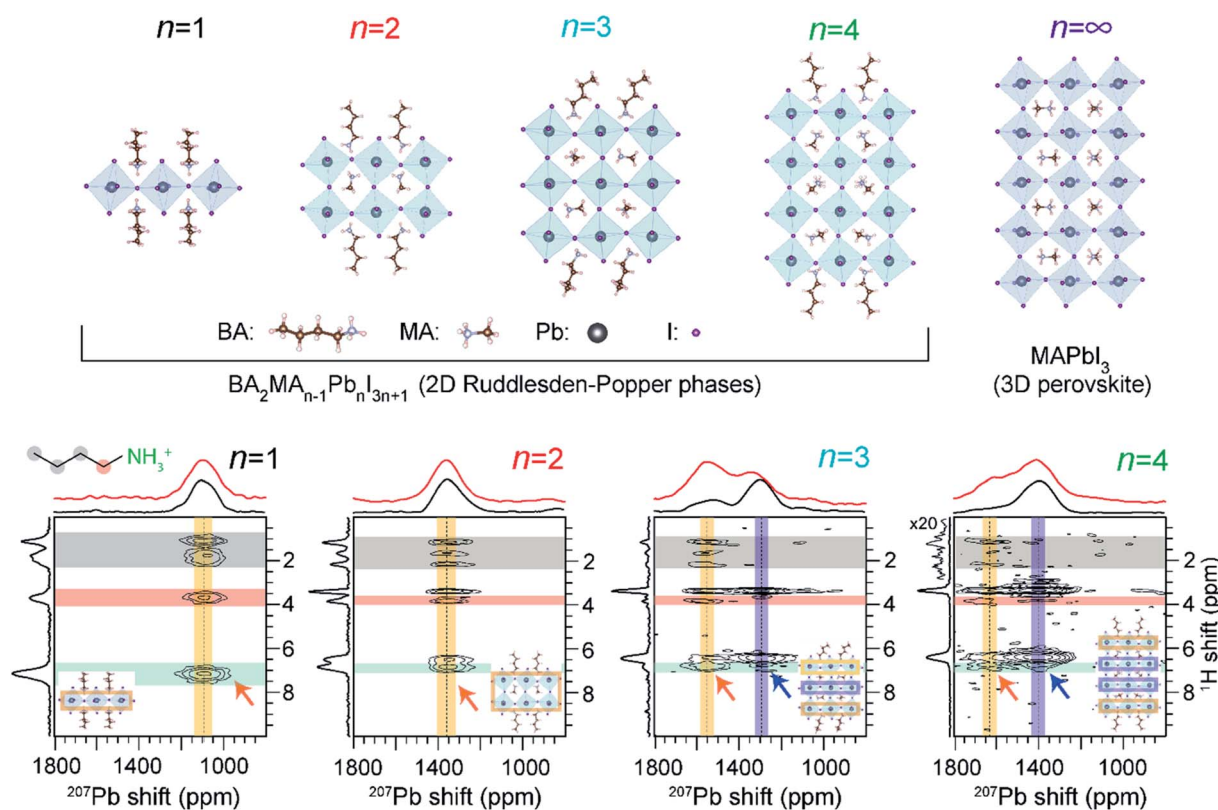 n=1 n=2 n=3 n=4 n=∞
BA: MA: Pb: I:
BA₂MAₙ₋₁PbₙI₃ₙ₊₁ (2D Ruddlesden-Popper phases)
MAPbI₃
(3D perovskite)
NH₃⁺ n=1 n=2 n=3 n=4
x20
2
4
6
8
2
4
6
8
2
4
6
8
2
4
6
8
¹H shift (ppm)
1800 1400 1000 1800 1400 1000 1800 1400 1000 1800 1400 1000
²⁰⁷Pb shift (ppm) ²⁰⁷Pb shift (ppm) ²⁰⁷Pb shift (ppm) ²⁰⁷Pb shift (ppm)